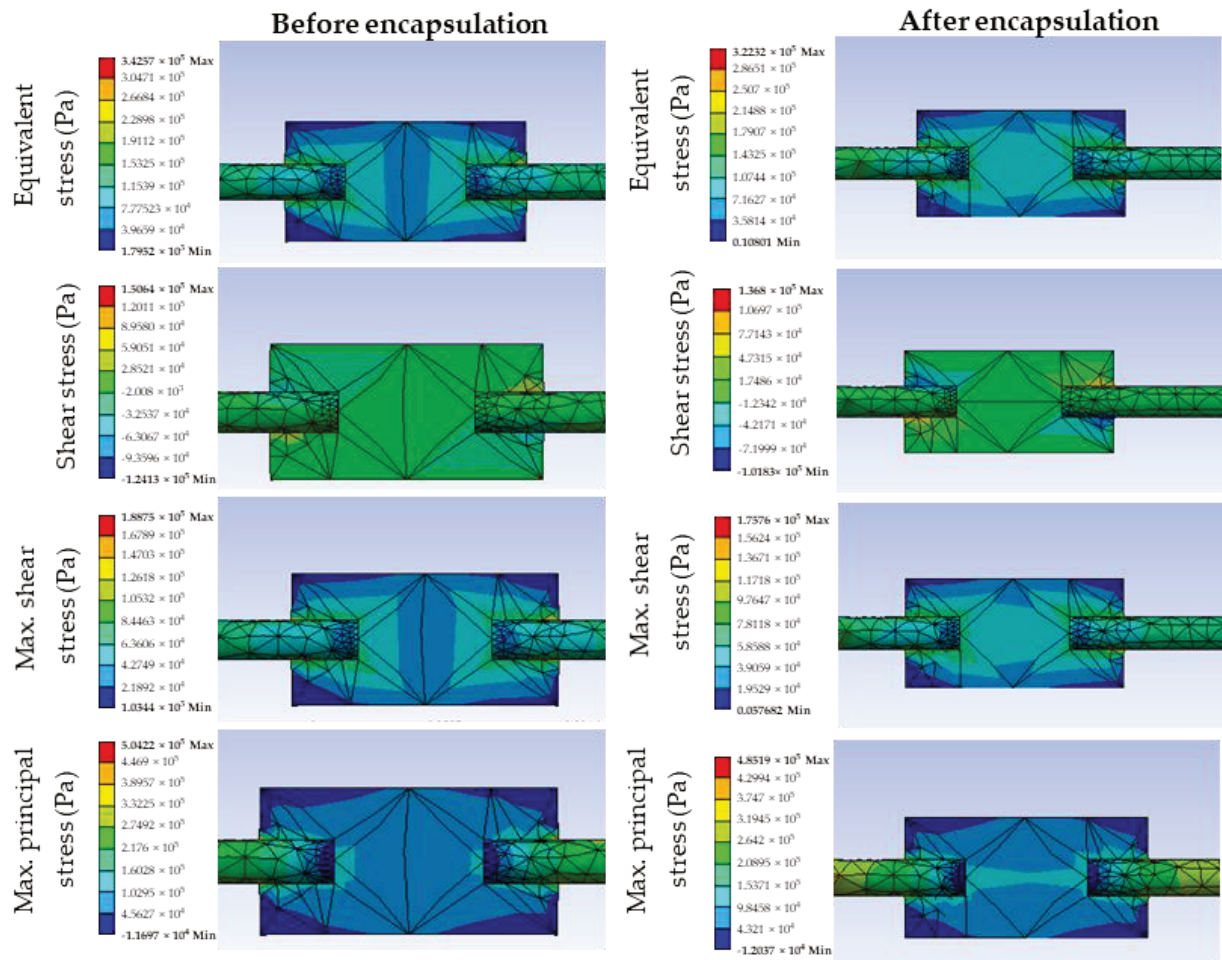 Before encapsulation
After encapsulation
Equivalent
stress (Pa)
3.4257 × 10⁵ Max
3.0471 × 10⁵
2.6684 × 10⁵
2.2898 × 10⁵
1.9112 × 10⁵
1.5325 × 10⁵
1.1539 × 10⁵
7.77523 × 10⁴
3.9659 × 10⁴
1.7952 × 10³ Min
Equivalent
stress (Pa)
3.2232 × 10⁵ Max
2.8651 × 10⁵
2.507 × 10⁵
2.1488 × 10⁵
1.7907 × 10⁵
1.4325 × 10⁵
1.0744 × 10⁵
7.1627 × 10⁴
3.5814 × 10⁴
0.10801 Min
Shear stress (Pa)
1.5064 × 10⁵ Max
1.2011 × 10⁵
8.9580 × 10⁴
5.9051 × 10⁴
2.8521 × 10⁴
-2.008 × 10³
-3.2537 × 10⁴
-6.3067 × 10⁴
-9.3596 × 10⁴
-1.2413 × 10⁵ Min
Shear stress (Pa)
1.368 × 10⁵ Max
1.0697 × 10⁵
7.7143 × 10⁴
4.7315 × 10⁴
1.7486 × 10⁴
-1.2342 × 10⁴
-4.2171 × 10⁴
-7.1999 × 10⁴
-1.0183× 10⁵ Min
Max. shear
stress (Pa)
1.8875 × 10⁵ Max
1.6789 × 10⁵
1.4703 × 10⁵
1.2618 × 10⁵
1.0532 × 10⁵
8.4463 × 10⁴
6.3606 × 10⁴
4.2749 × 10⁴
2.1892 × 10⁴
1.0344 × 10³ Min
Max. shear
stress (Pa)
1.7576 × 10⁵ Max
1.5624 × 10⁵
1.3671 × 10⁵
1.1718 × 10⁵
9.7647 × 10⁴
7.8118 × 10⁴
5.8588 × 10⁴
3.9059 × 10⁴
1.9529 × 10⁴
0.057682 Min
Max. principal
stress (Pa)
5.0422 × 10⁵ Max
4.469 × 10⁵
3.8957 × 10⁵
3.3225 × 10⁵
2.7492 × 10⁵
2.176 × 10⁵
1.6028 × 10⁵
1.0295 × 10⁵
4.5627 × 10⁴
-1.1697 × 10⁴ Min
Max. principal
stress (Pa)
4.8519 × 10⁵ Max
4.2994 × 10⁵
3.747 × 10⁵
3.1945 × 10⁵
2.642 × 10⁵
2.0895 × 10⁵
1.5371 × 10⁵
9.8458 × 10⁴
4.321 × 10⁴
-1.2037 × 10⁴ Min